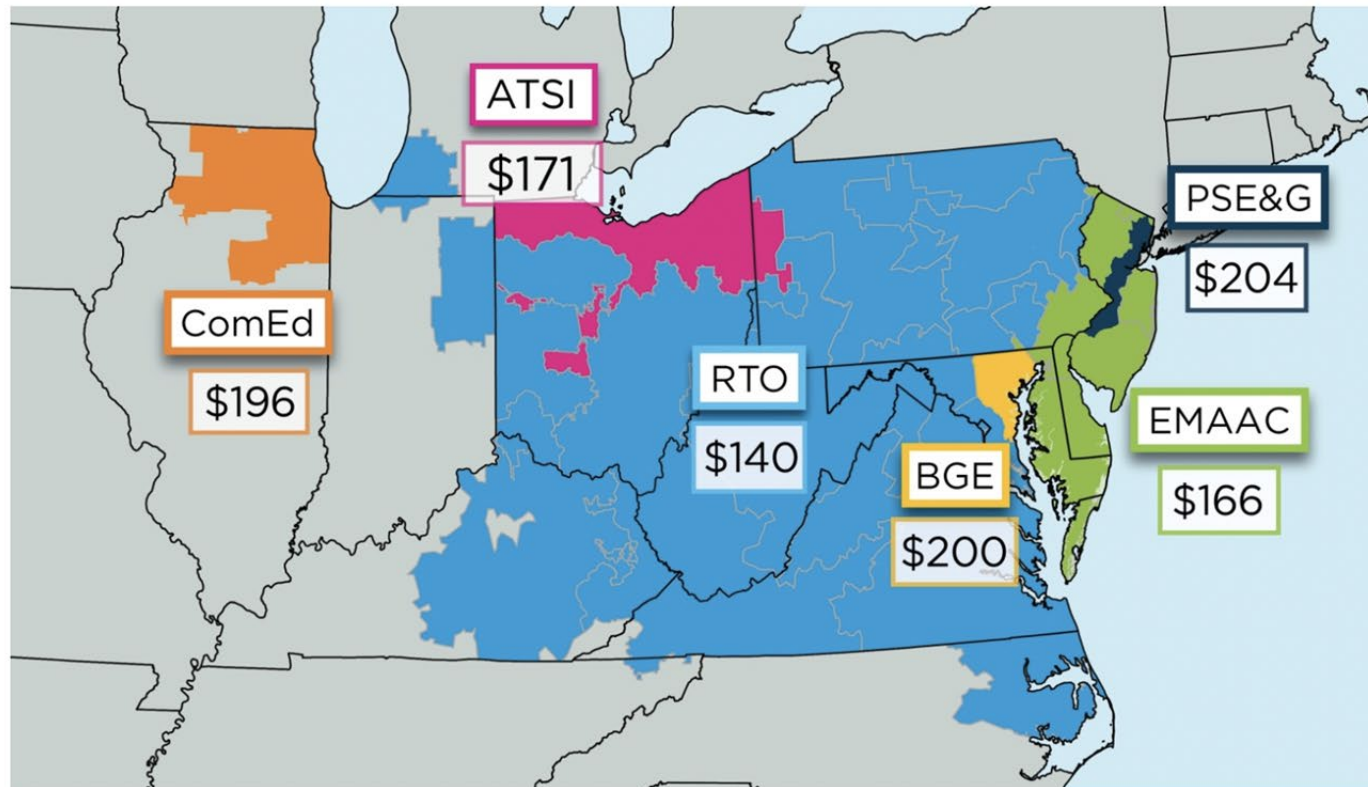 ATSI
$171
ComEd
$196
RTO
$140
BGE
$200
PSE&G
$204
EMAAC
$166